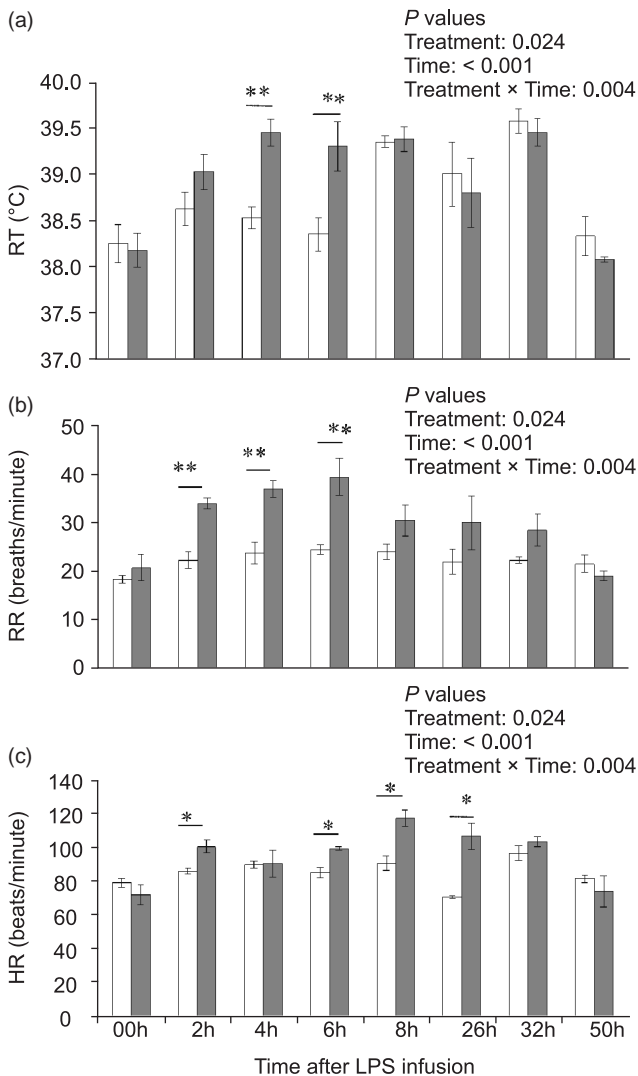 (a)
P values
Treatment: 0.024
Time: < 0.001
Treatment × Time: 0.004
RT (°C)
40.0
39.5
39.0
38.5
38.0
37.5
37.0
**
**
(b)
P values
Treatment: 0.024
Time: < 0.001
Treatment × Time: 0.004
RR (breaths/minute)
50
40
30
20
10
0
**
**
**
(c)
P values
Treatment: 0.024
Time: < 0.001
Treatment × Time: 0.004
HR (beats/minute)
140
120
100
80
60
40
20
0
*
*
*
*
00h 2h 4h 6h 8h 26h 32h 50h
Time after LPS infusion